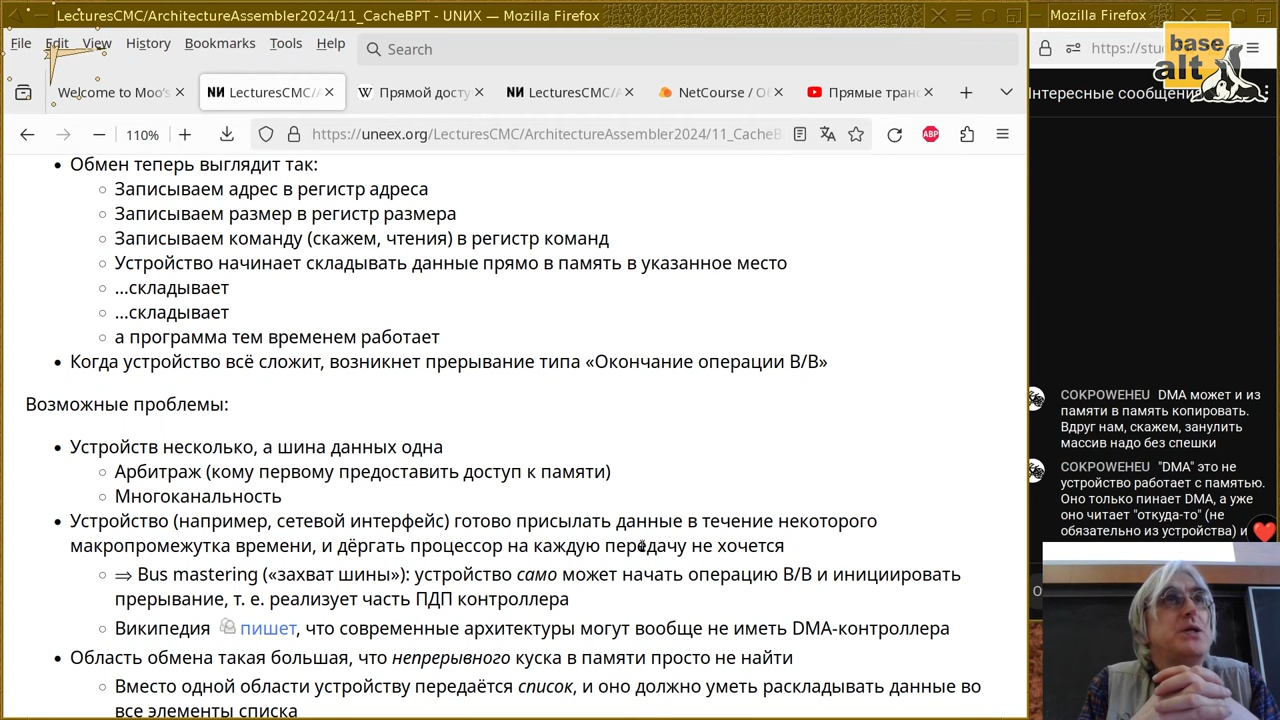 LecturesCMC/ArchitectureAssembler2024/11_CacheBPT - UNИX — Mozilla Firefox
Mozilla Firefox
File Edit View History Bookmarks Tools Help
Search
https://stu
base
alt
Welcome to Moo's
LecturesCMC/A
Прямой досту
LecturesCMC/A
NetCourse / О
Прямые тран
Интересные сообщения
110%
https://uneex.org/LecturesCMC/ArchitectureAssembler2024/11_CacheB
ABP
Обмен теперь выглядит так:
Записываем адрес в регистр адреса
Записываем размер в регистр размера
Записываем команду (скажем, чтения) в регистр команд
Устройство начинает складывать данные прямо в память в указанное место
…складывает
…складывает
а программа тем временем работает
Когда устройство всё сложит, возникнет прерывание типа «Окончание операции В/В»
Возможные проблемы:
Устройств несколько, а шина данных одна
Арбитраж (кому первому предоставить доступ к памяти)
Многоканальность
Устройство (например, сетевой интерфейс) готово присылать данные в течение некоторого
макропромежутка времени, и дёргать процессор на каждую передачу не хочется
⇒ Bus mastering («захват шины»): устройство само может начать операцию В/В и инициировать
прерывание, т. е. реализует часть ПДП контроллера
Википедия пишет, что современные архитектуры могут вообще не иметь DMA-контроллера
Область обмена такая большая, что непрерывного куска в памяти просто не найти
Вместо одной области устройству передаётся список, и оно должно уметь раскладывать данные во
все элементы списка
COKPOWEHEU DMA может и из
памяти в память копировать.
Вдруг нам, скажем, занулить
массив надо без спешки
COKPOWEHEU "DMA" это не
устройство работает с памятью.
Оно только пинает DMA, а уже
оно читает "откуда-то" (не
обязательно из устройства) и